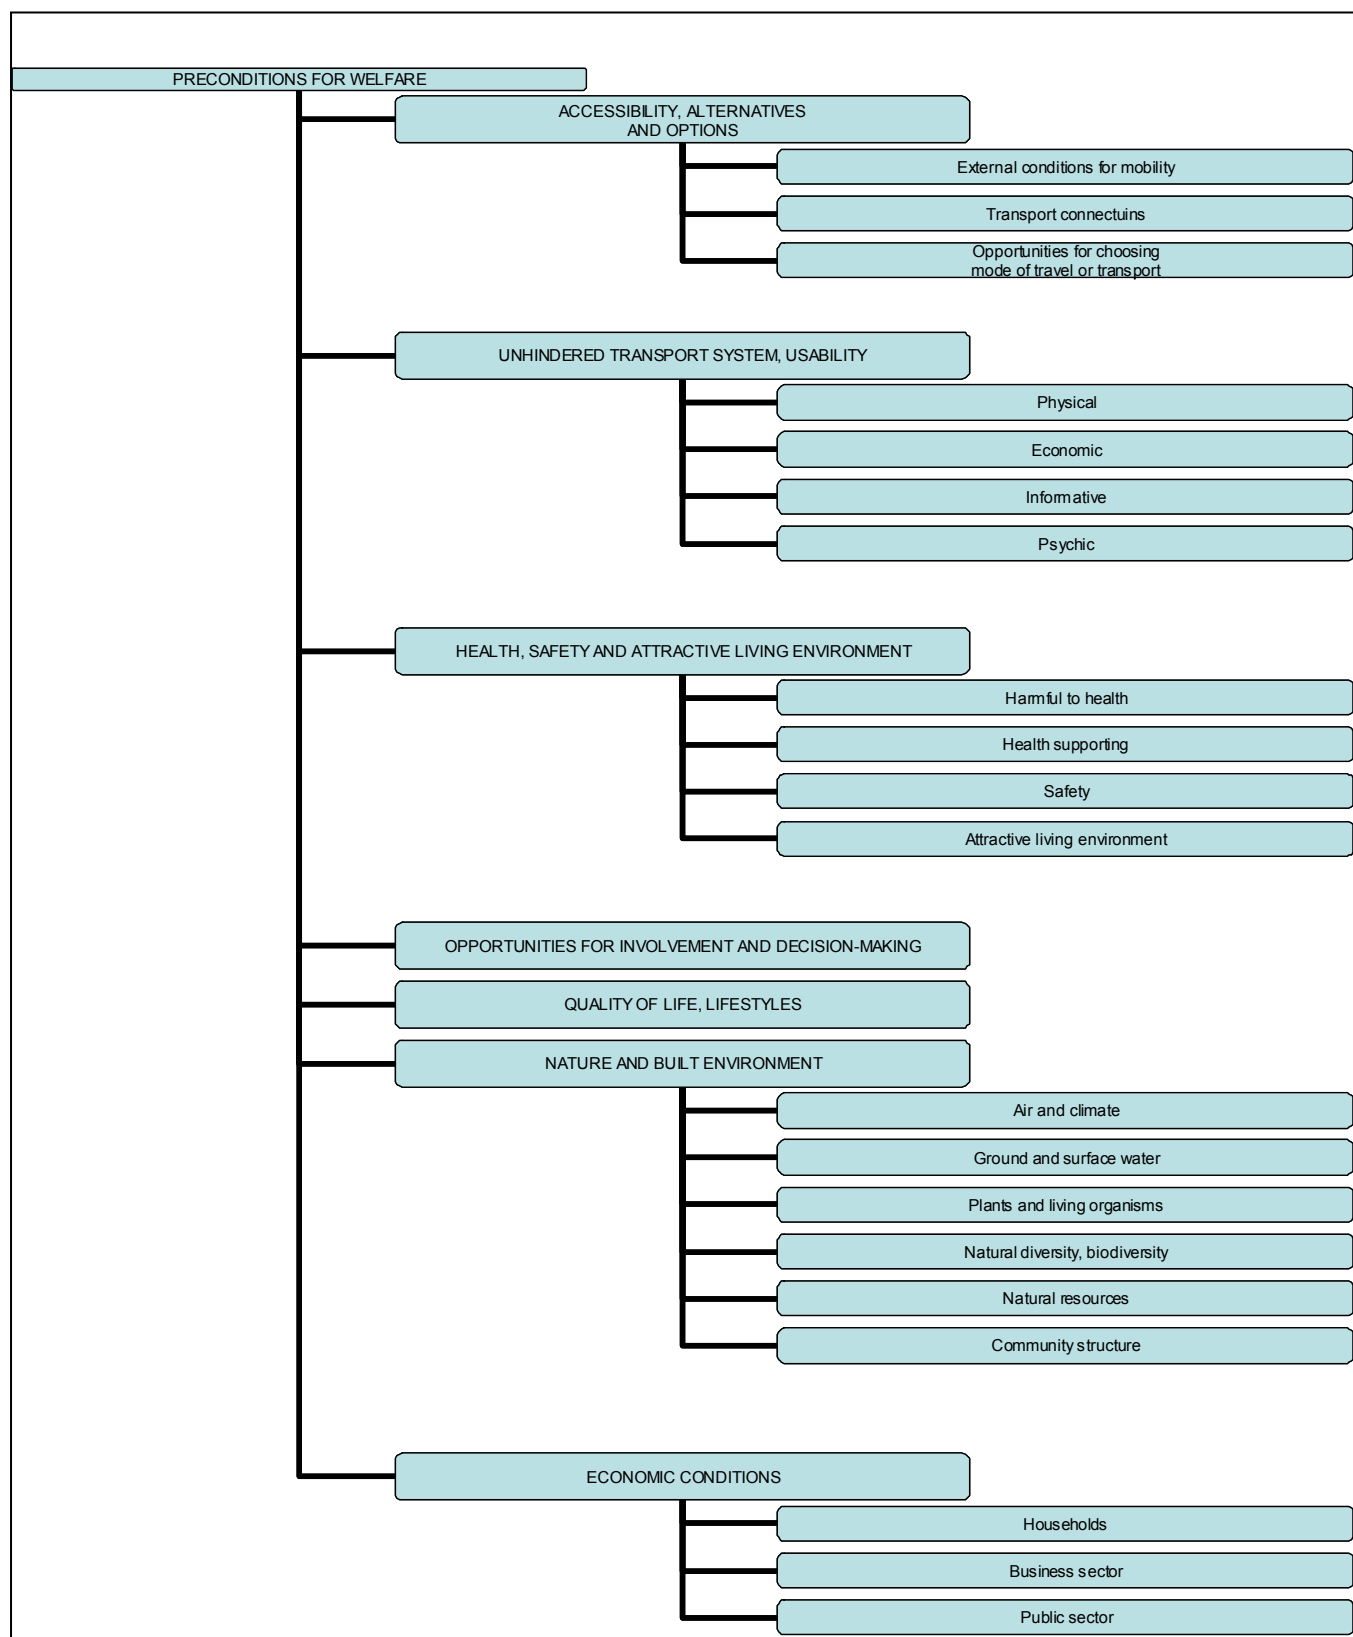 PRECONDITIONS FOR WELFARE
ACCESSIBILITY, ALTERNATIVES
AND OPTIONS
External conditions for mobility
Transport connectuins
Opportunities for choosing
mode of travel or transport
UNHINDERED TRANSPORT SYSTEM, USABILITY
Physical
Economic
Informative
Psychic
HEALTH, SAFETY AND ATTRACTIVE LIVING ENVIRONMENT
Harmful to health
Health supporting
Safety
Attractive living environment
OPPORTUNITIES FOR INVOLVEMENT AND DECISION-MAKING
QUALITY OF LIFE, LIFESTYLES
NATURE AND BUILT ENVIRONMENT
Air and climate
Ground and surface water
Plants and living organisms
Natural diversity, biodiversity
Natural resources
Community structure
ECONOMIC CONDITIONS
Households
Business sector
Public sector